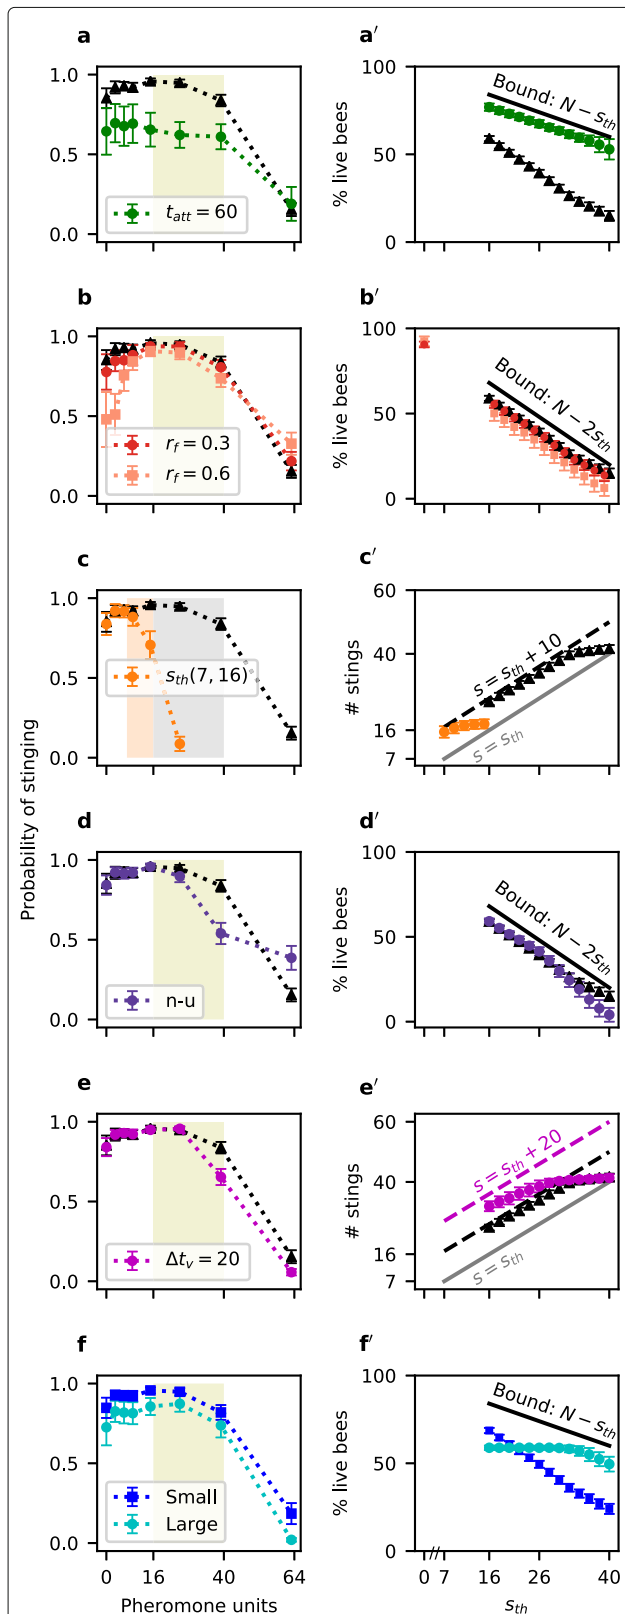 a
1.0
0.5
0.0
t_att = 60
a′
100
% live bees
0
Bound: N − s_th
b
1.0
0.5
0.0
r_f = 0.3
r_f = 0.6
b′
100
50
0
% live bees
Bound: N − 2s_th
c
1.0
0.5
0.0
s_th(7, 16)
c′
60
40
16
7
# stings
s = s_th + 10
s = s_th
Probability of stinging
d
1.0
0.5
0.0
n-u
d′
100
50
0
% live bees
Bound: N − 2s_th
e
1.0
0.5
0.0
Δt_v = 20
e′
60
40
16
7
# stings
s = s_th + 20
s = s_th
f
1.0
0.5
0.0
Small
Large
0 16 40 64
Pheromone units
f′
100
50
0
% live bees
Bound: N − s_th
0 7 16 26 40
s_th